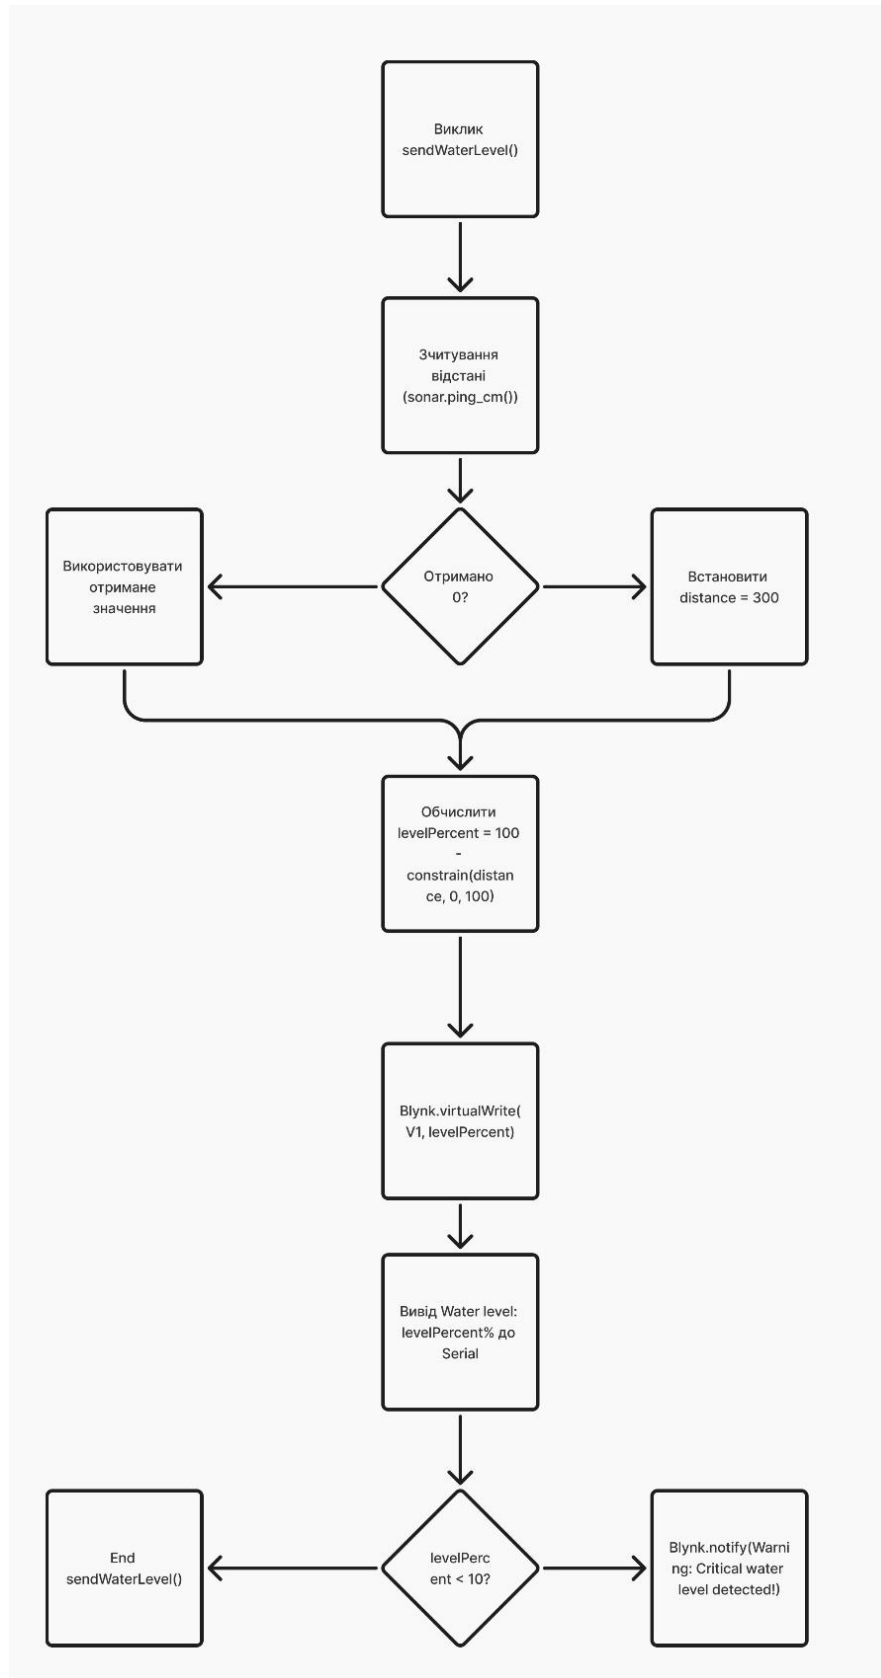 Виклик
sendWaterLevel()
Зчитування
відстані
(sonar.ping_cm())
Використовувати
отримане
значення
Отримано
0?
Встановити
distance = 300
Обчислити
levelPercent = 100
-
constrain(distan
ce, 0, 100)
Blynk.virtualWrite(
V1, levelPercent)
Вивід Water level:
levelPercent% до
Serial
End
sendWaterLevel()
levelPerc
ent < 10?
Blynk.notify(Warni
ng: Critical water
level detected!)